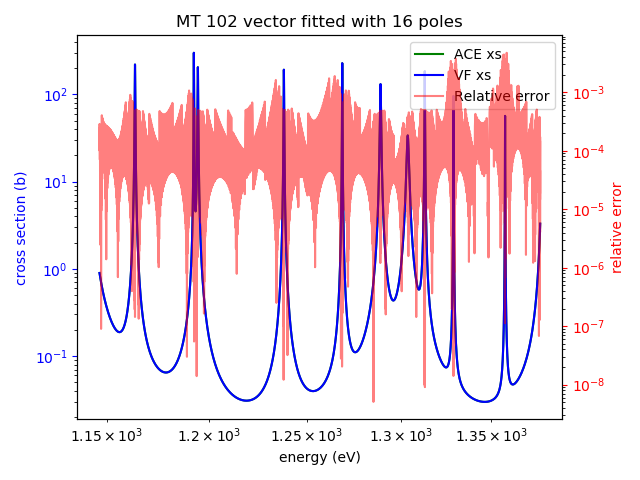 MT 102 vector fitted with 16 poles
ACE xs
VF xs
Relative error
cross section (b)
10²
10¹
10⁰
10⁻¹
relative error
10⁻³
10⁻⁴
10⁻⁵
10⁻⁶
10⁻⁷
10⁻⁸
1.15 × 10³ 1.2 × 10³ 1.25 × 10³ 1.3 × 10³ 1.35 × 10³
energy (eV)